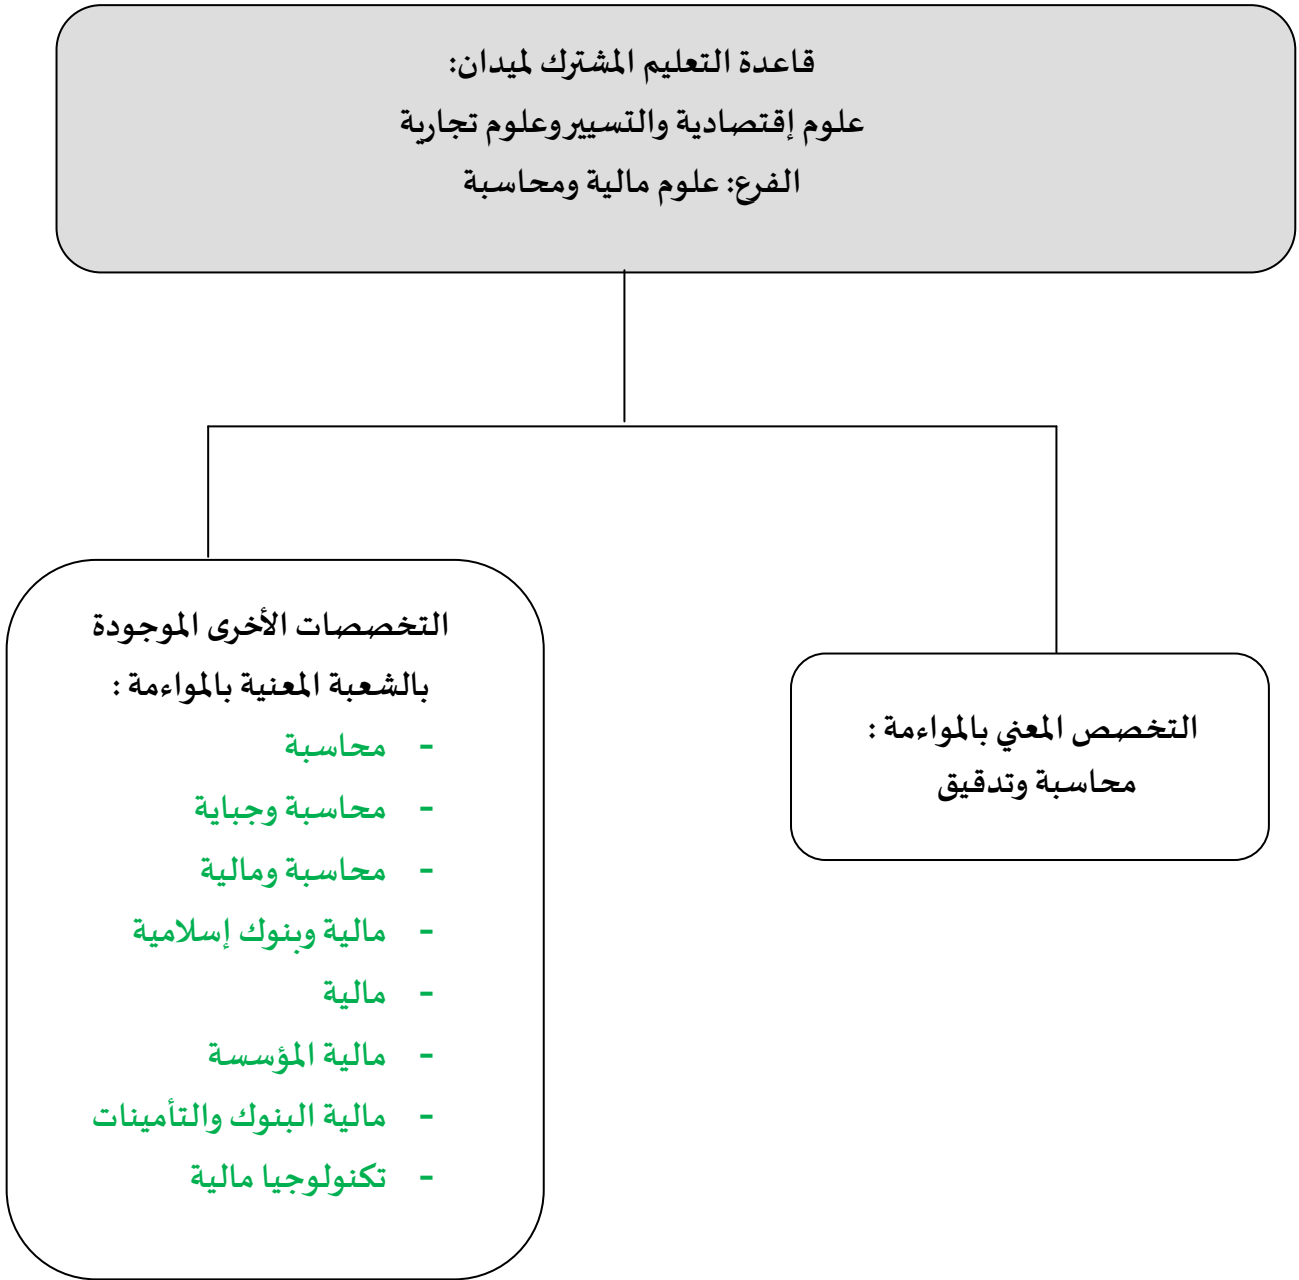 قاعدة التعليم المشترك لميدان:
علوم إقتصادية والتسيير وعلوم تجارية
الفرع: علوم مالية ومحاسبة
التخصص المعني بالمواءمة :
محاسبة وتدقيق
التخصصات الأخرى الموجودة
بالشعبة المعنية بالمواءمة :
- محاسبة
- محاسبة وجباية
- محاسبة ومالية
- مالية وبنوك إسلامية
- مالية
- مالية المؤسسة
- مالية البنوك والتأمينات
- تكنولوجيا مالية